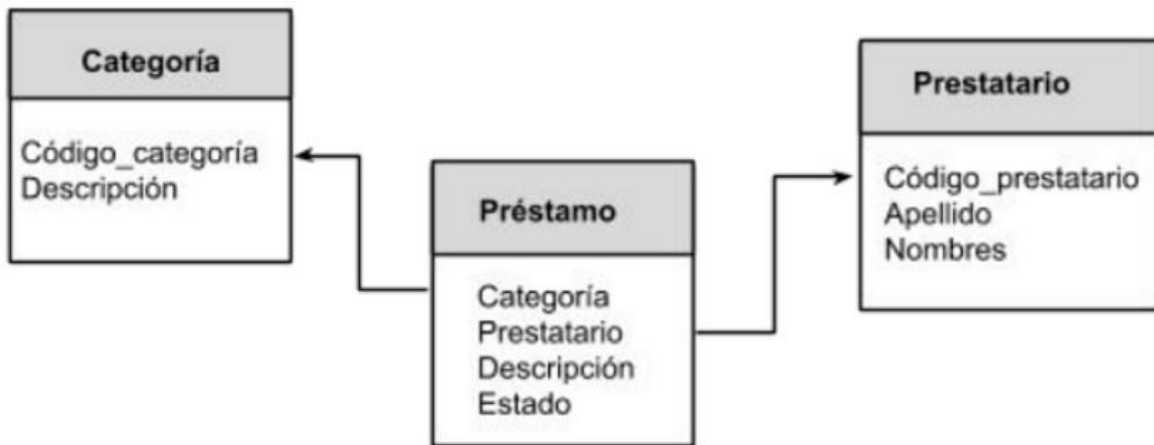 Categoría
Código_categoría
Descripción
Préstamo
Categoría
Prestatario
Descripción
Estado
Prestatario
Código_prestatario
Apellido
Nombres